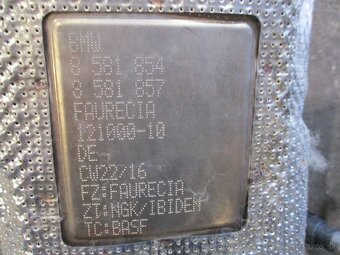 BMW
8 581 854
8 581 857
FAURECIA
121000-10
DE
CW22/16
FZ:FAURECIA
ZT:NGK/IBIDEN
TC:BASF